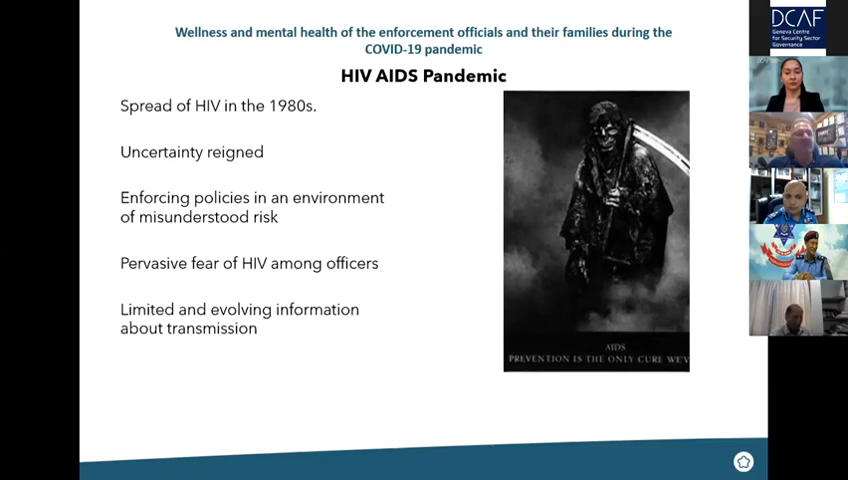 Wellness and mental health of the enforcement officials and their families during the
COVID-19 pandemic
HIV AIDS Pandemic
Spread of HIV in the 1980s.
Uncertainty reigned
Enforcing policies in an environment
of misunderstood risk
Pervasive fear of HIV among officers
Limited and evolving information
about transmission
AIDS
PREVENTION IS THE ONLY CURE WE'V
DCAF
Geneva Centre
for Security Sector
Governance